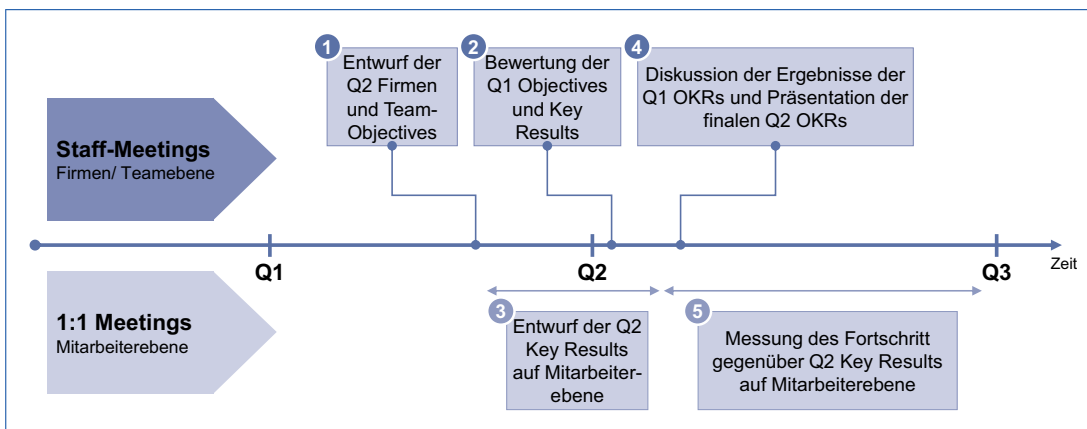 1
Entwurf der
Q2 Firmen
und Team-
Objectives
2
Bewertung der
Q1 Objectives
und Key
Results
4
Diskussion der Ergebnisse der
Q1 OKRs und Präsentation der
finalen Q2 OKRs
Staff-Meetings
Firmen/ Teamebene
Q1
Q2
Q3
Zeit
1:1 Meetings
Mitarbeiterebene
3
Entwurf der Q2
Key Results
auf Mitarbeiter-
ebene
5
Messung des Fortschritt
gegenüber Q2 Key Results
auf Mitarbeiterebene